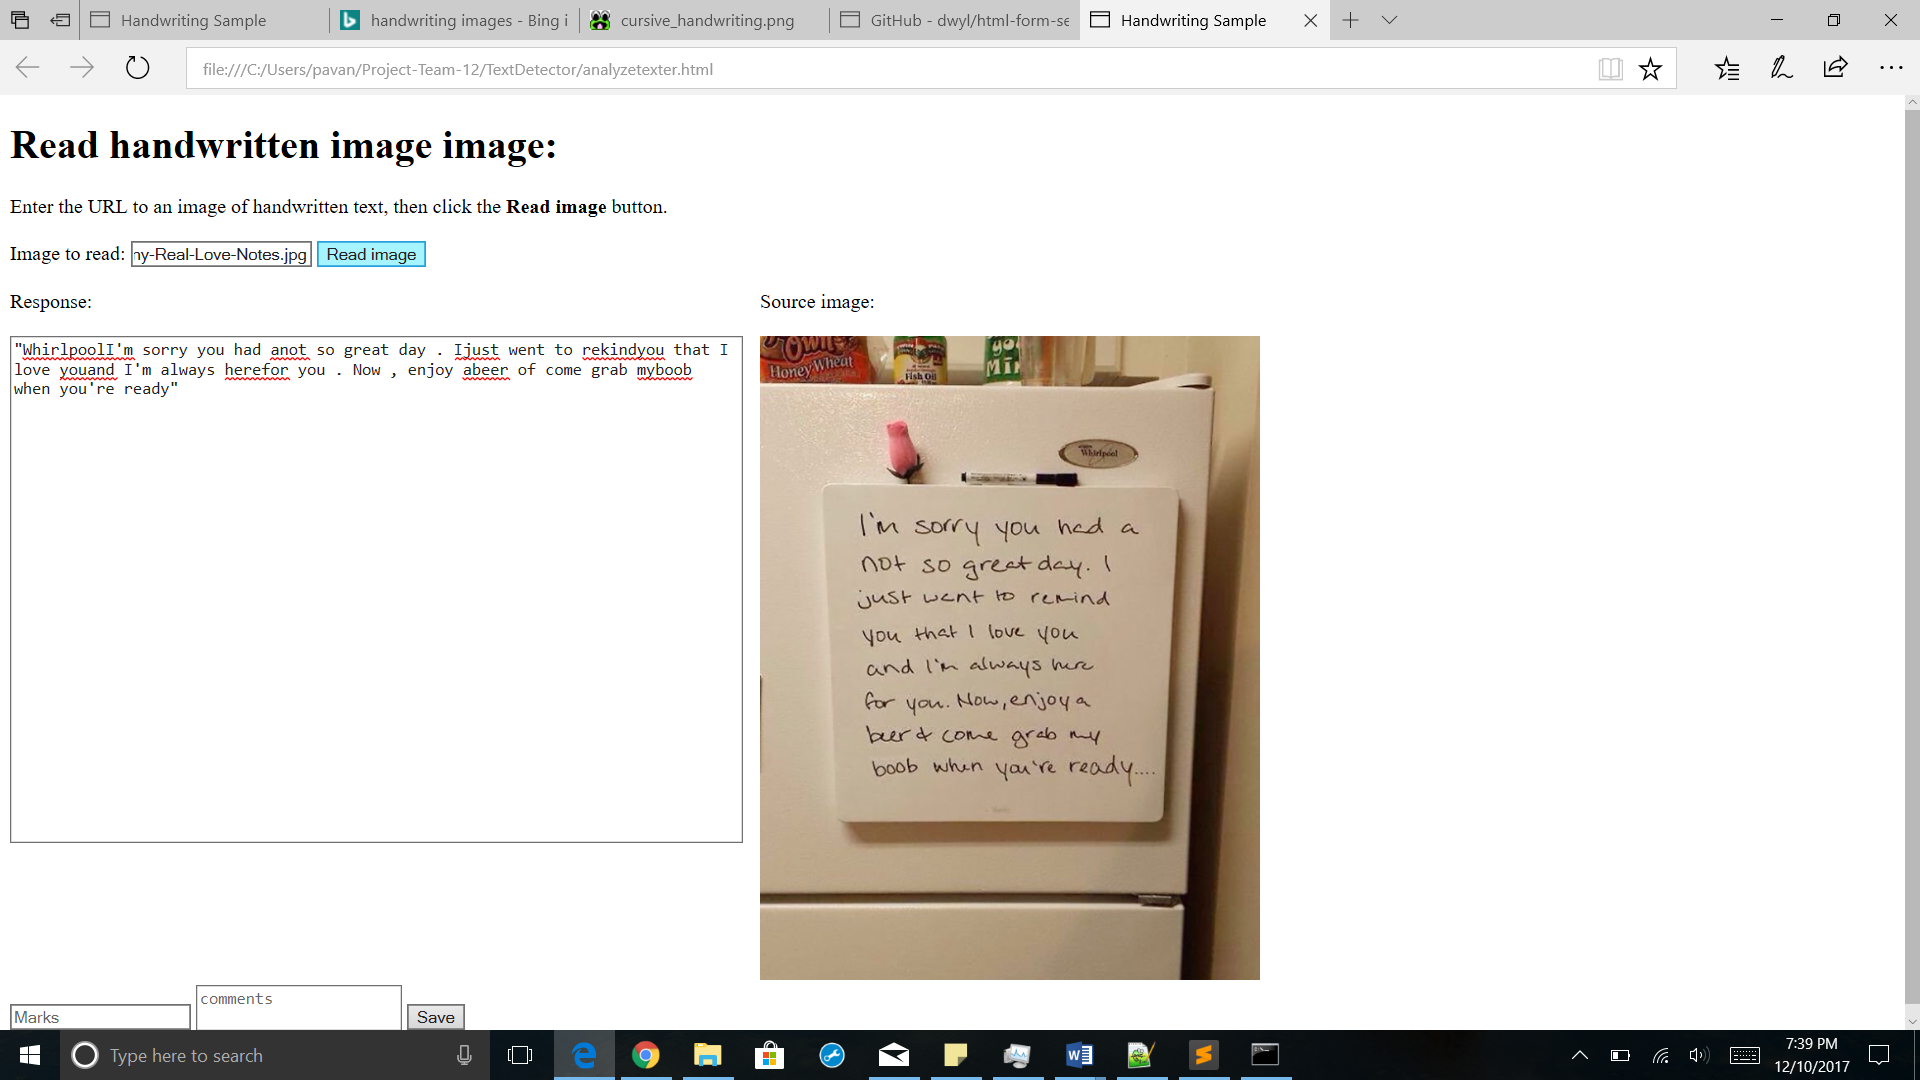 Handwriting Sample
handwriting images - Bing i
cursive_handwriting.png
GitHub - dwyl/html-form-se
Handwriting Sample
file:///C:/Users/pavan/Project-Team-12/TextDetector/analyzetexter.html
Read handwritten image image:
Enter the URL to an image of handwritten text, then click the Read image button.
Image to read: ny-Real-Love-Notes.jpg Read image
Response:
"WhirlpoolI'm sorry you had anot so great day . Ijust went to rekindyou that I
love youand I'm always herefor you . Now , enjoy abeer of come grab myboob
when you're ready"
Source image:
Own
Honey Wheat
Fish Oil
Whirlpool
I'm sorry you had a
not so great day. I
just want to remind
you that I love you
and I'm always here
for you. Now, enjoy a
beer & come grab my
boob when you're ready....
Marks
comments
Save
Type here to search
7:39 PM
12/10/2017